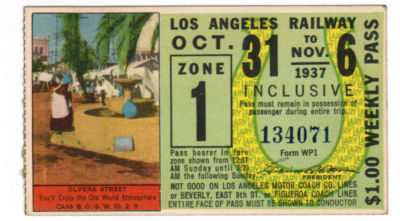 LOS ANGELES RAILWAY
OCT. 31 TO NOV. 6
1937
INCLUSIVE
ZONE
1
Pass must remain in possession of
passenger during entire trip.
134071
Form WP1
Pass bearer in fare
zone shown from 12:01
AM Sunday until
AM the following Sunday
$1.00 WEEKLY PASS
OLVERA STREET
You'll Enjoy the Old World Atmosphere
CARS B, O, G, W, 10, 2, 9
NOT GOOD ON LOS ANGELES MOTOR COACH CO. LINES
or BEVERLY, EAST 9th ST. or FIGUEROA COACH LINES
ENTIRE FACE OF PASS MUST BE SHOWN TO CONDUCTOR